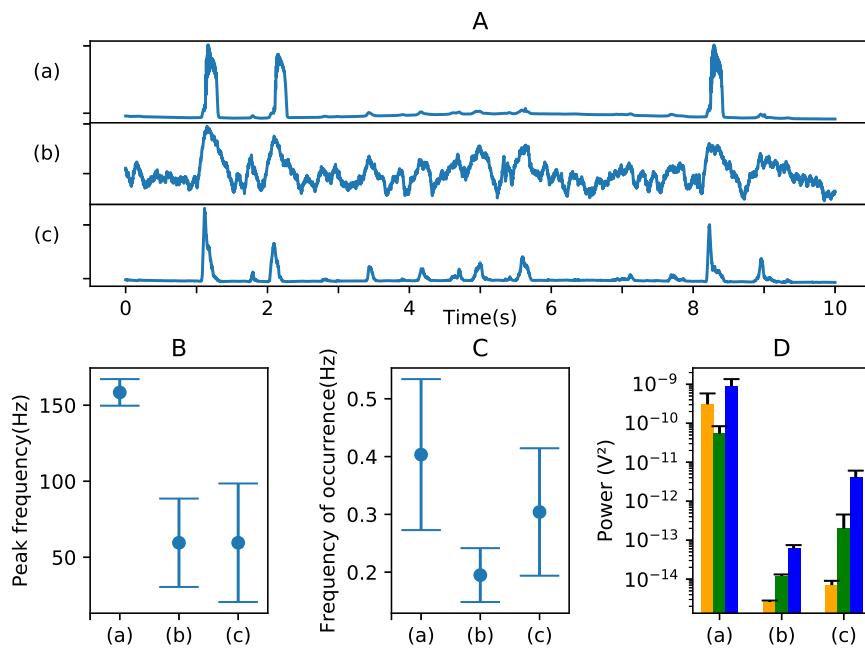 A
(a)
(b)
(c)
0 2 4 6 8 10
Time(s)
B
Peak frequency(Hz)
150
100
50
(a) (b) (c)
C
Frequency of occurrence(Hz)
0.5
0.4
0.3
0.2
(a) (b) (c)
D
Power (V²)
10⁻⁹
10⁻¹⁰
10⁻¹¹
10⁻¹²
10⁻¹³
10⁻¹⁴
(a) (b) (c)